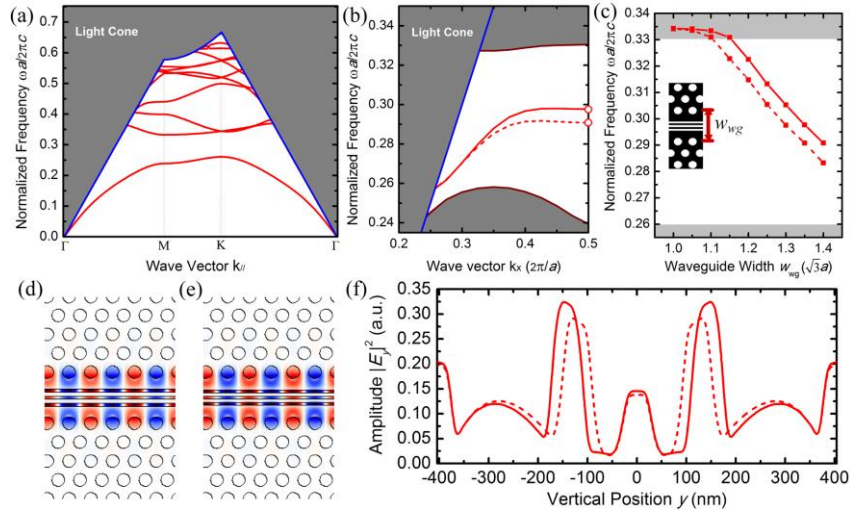 (a)
Light Cone
Normalized Frequency ωa/2πc
0.7
0.6
0.5
0.4
0.3
0.2
0.1
0.0
Γ M K Γ
Wave Vector k//
(b)
Light Cone
Normalized Frequency ωa/2πc
0.34
0.32
0.30
0.28
0.26
0.24
0.2 0.3 0.4 0.5
Wave vector kx (2π/a)
(c)
Normalized Frequency ωa/2πc
0.34
0.33
0.32
0.31
0.30
0.29
0.28
0.27
0.26
0.25
wwg
1.0 1.1 1.2 1.3 1.4
Waveguide Width wwg(√3a)
(d)
(e)
(f)
Amplitude |Ey|² (a.u.)
0.35
0.30
0.25
0.20
0.15
0.10
0.05
0.00
-400 -300 -200 -100 0 100 200 300 400
Vertical Position y (nm)